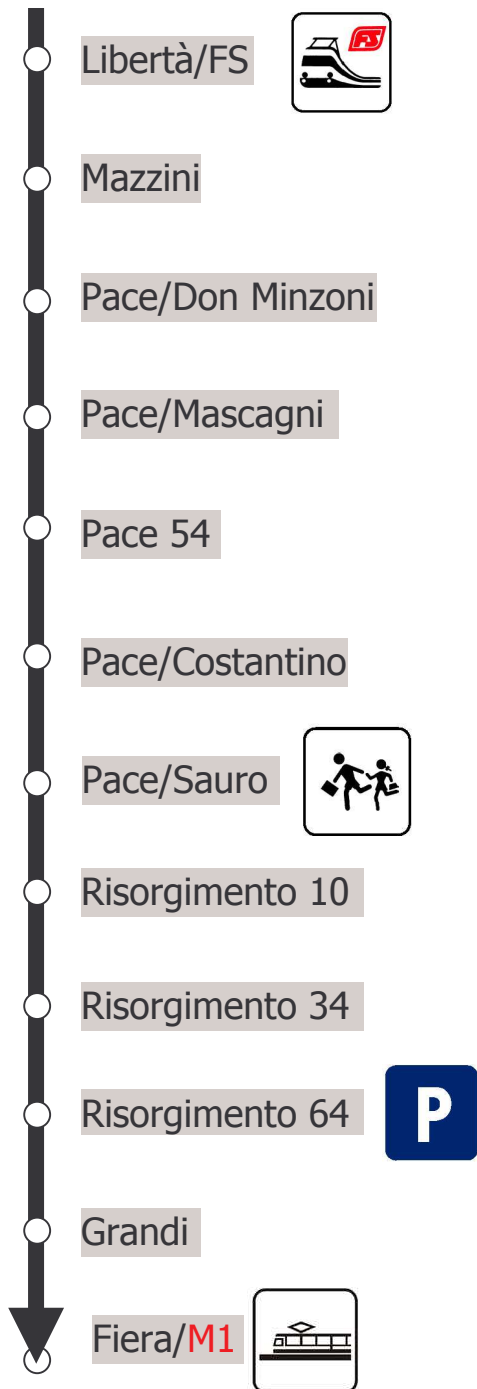 Libertà/FS
FS
Mazzini
Pace/Don Minzoni
Pace/Mascagni
Pace 54
Pace/Costantino
Pace/Sauro
Risorgimento 10
Risorgimento 34
Risorgimento 64
P
Grandi
Fiera/M1